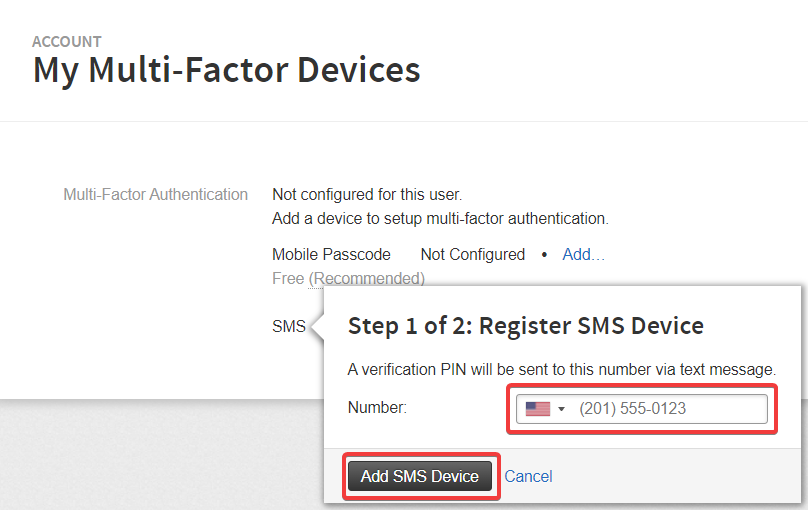 ACCOUNT
My Multi-Factor Devices
Multi-Factor Authentication
Not configured for this user.
Add a device to setup multi-factor authentication.
Mobile Passcode Not Configured • Add...
Free (Recommended)
SMS
Step 1 of 2: Register SMS Device
A verification PIN will be sent to this number via text message.
Number: (201) 555-0123
Add SMS Device Cancel